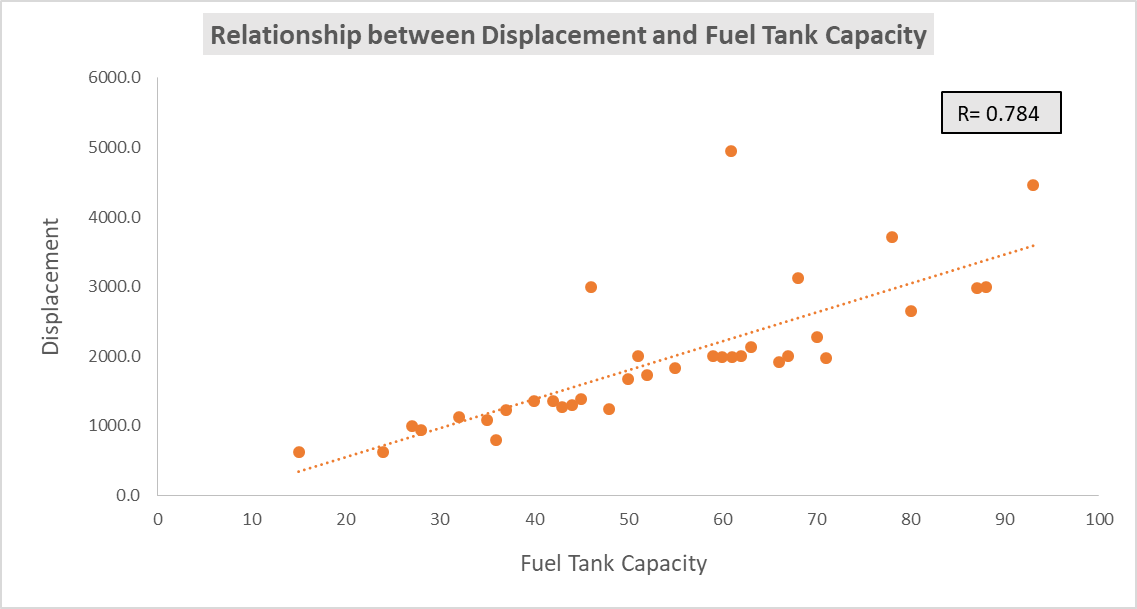 Relationship between Displacement and Fuel Tank Capacity
R= 0.784
6000.0
5000.0
4000.0
3000.0
2000.0
1000.0
0.0
Displacement
0 10 20 30 40 50 60 70 80 90 100
Fuel Tank Capacity